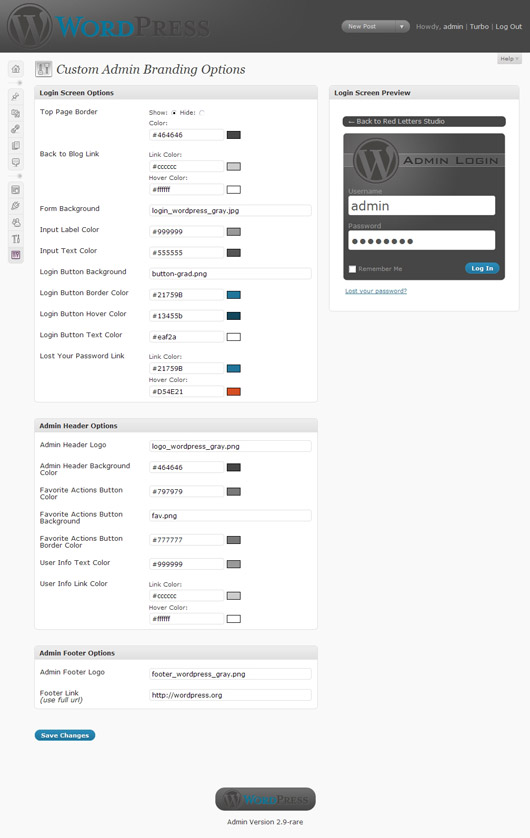 WORDPRESS
New Post
Howdy, admin | Turbo | Log Out
Help
Custom Admin Branding Options
Login Screen Options
Top Page Border
Show: Hide:
Color:
#464646
Back to Blog Link
Link Color:
#cccccc
Hover Color:
#ffffff
Form Background
login_wordpress_gray.jpg
Input Label Color
#999999
Input Text Color
#555555
Login Button Background
button-grad.png
Login Button Border Color
#21759B
Login Button Hover Color
#13455b
Login Button Text Color
#eaf2a
Lost Your Password Link
Link Color:
#21759B
Hover Color:
#D54E21
Login Screen Preview
← Back to Red Letters Studio
ADMIN LOGIN
Username
admin
Password
Remember Me
Log In
Lost your password?
Admin Header Options
Admin Header Logo
logo_wordpress_gray.png
Admin Header Background
Color
#464646
Favorite Actions Button
Color
#797979
Favorite Actions Button
Background
fav.png
Favorite Actions Button
Border Color
#777777
User Info Text Color
#999999
User Info Link Color
Link Color:
#cccccc
Hover Color:
#ffffff
Admin Footer Options
Admin Footer Logo
footer_wordpress_gray.png
Footer Link
(use full url)
http://wordpress.org
Save Changes
WORDPRESS
Admin Version 2.9-rare